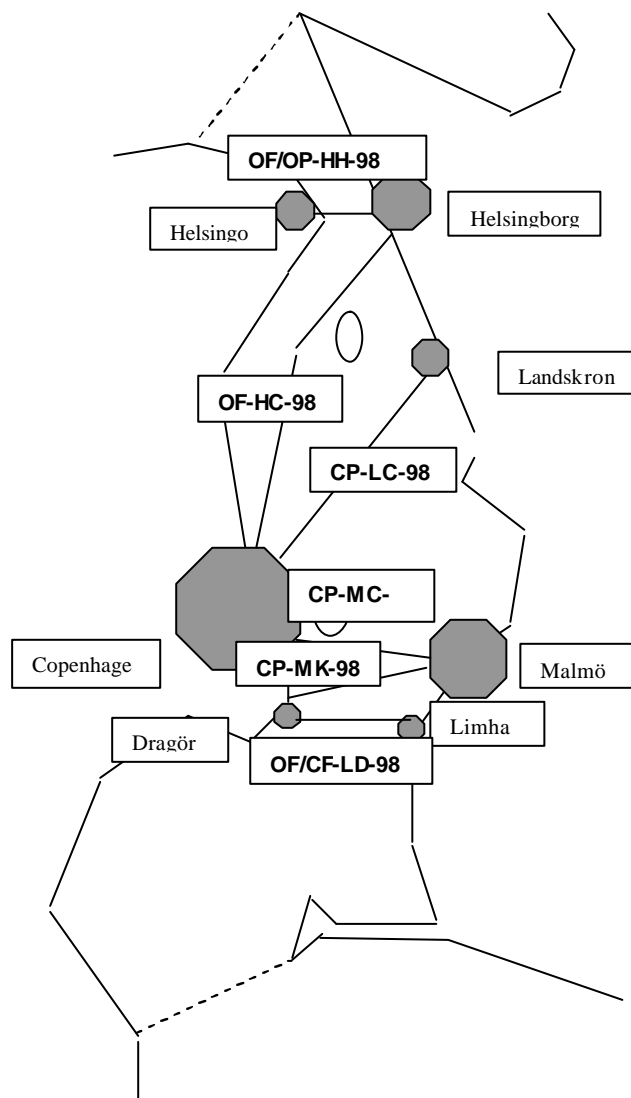 OF/OP-HH-98
Helsingo
Helsingborg
Landskron
OF-HC-98
CP-LC-98
CP-MC-
Copenhage
CP-MK-98
Malmö
Dragör
Limha
OF/CF-LD-98